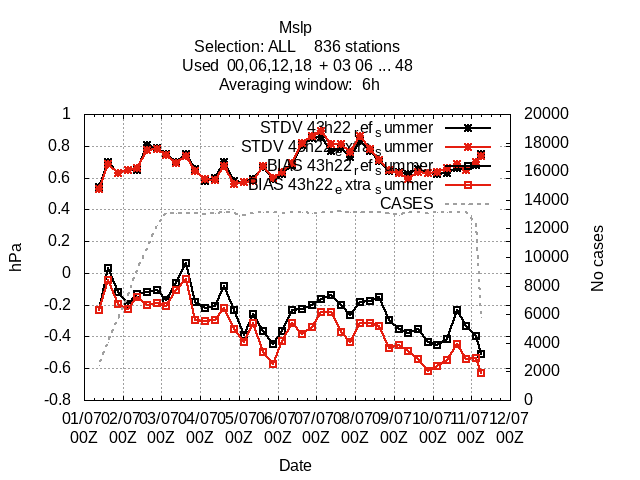 Mslp
Selection: ALL 836 stations
Used 00,06,12,18 + 03 06 ... 48
Averaging window: 6h
STDV 43h22_ref_summer
STDV 43h22_extra_summer
BIAS 43h22_ref_summer
BIAS 43h22_extra_summer
CASES
1
0.8
0.6
0.4
0.2
0
-0.2
-0.4
-0.6
-0.8
hPa
20000
18000
16000
14000
12000
10000
8000
6000
4000
2000
0
No cases
01/07 02/07 03/07 04/07 05/07 06/07 07/07 08/07 09/07 10/07 11/07 12/07
00Z 00Z 00Z 00Z 00Z 00Z 00Z 00Z 00Z 00Z 00Z 00Z
Date